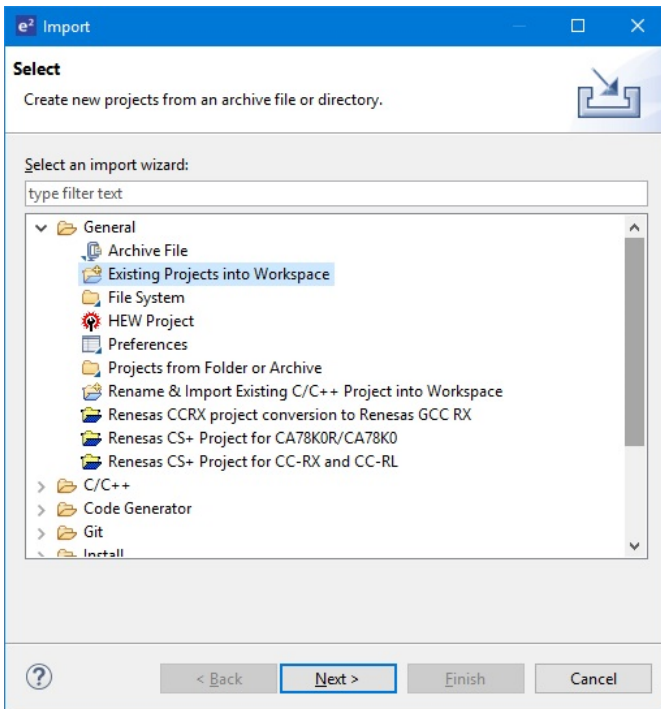 e² Import
Select
Create new projects from an archive file or directory.
Select an import wizard:
type filter text
General
Archive File
Existing Projects into Workspace
File System
HEW Project
Preferences
Projects from Folder or Archive
Rename & Import Existing C/C++ Project into Workspace
Renesas CCRX project conversion to Renesas GCC RX
Renesas CS+ Project for CA78K0R/CA78K0
Renesas CS+ Project for CC-RX and CC-RL
C/C++
Code Generator
Git
Install
? < Back Next > Finish Cancel